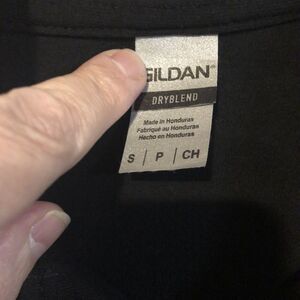 GILDAN
DRYBLEND
Made in Honduras
Fabriqué au Honduras
Hecho en Honduras
S | P | CH